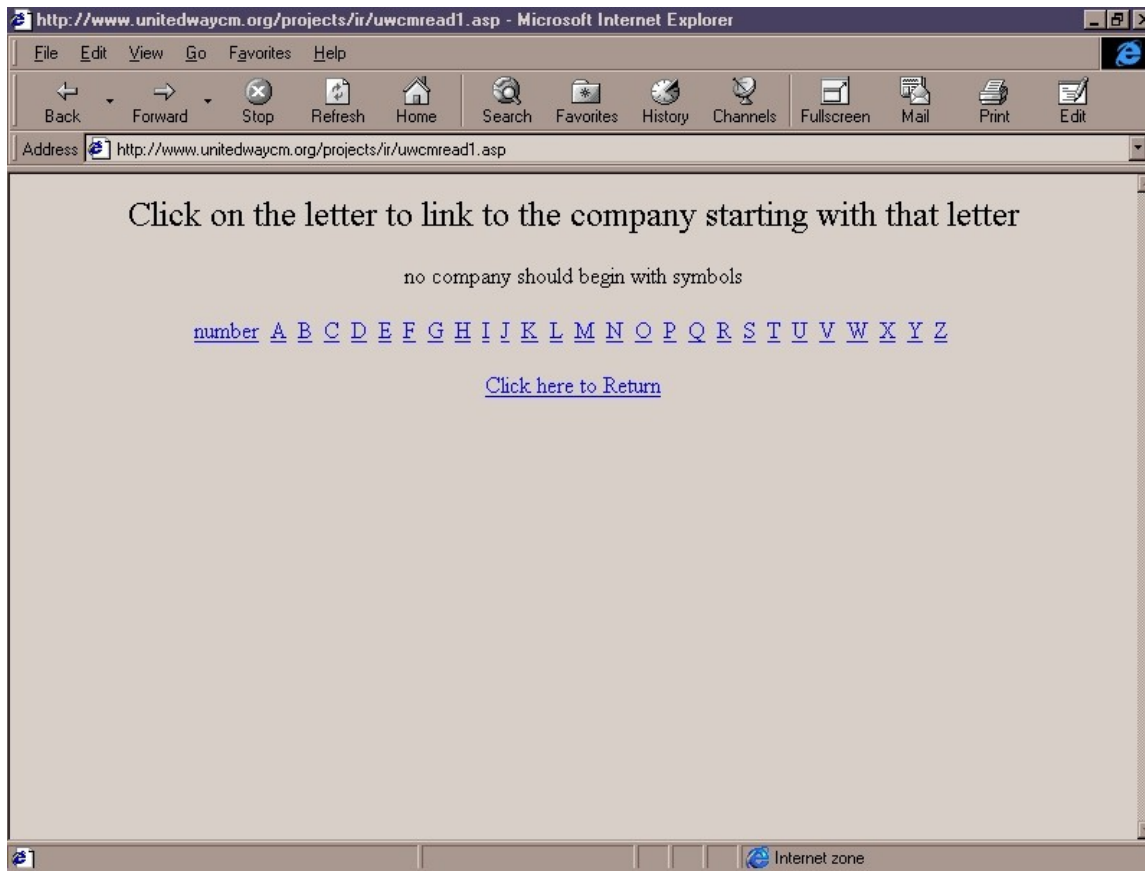 http://www.unitedwaycm.org/projects/ir/uwcmread1.asp - Microsoft Internet Explorer
File Edit View Go Favorites Help
Back Forward Stop Refresh Home Search Favorites History Channels Fullscreen Mail Print Edit
Address http://www.unitedwaycm.org/projects/ir/uwcmread1.asp
Click on the letter to link to the company starting with that letter
no company should begin with symbols
number A B C D E F G H I J K L M N O P Q R S T U V W X Y Z
Click here to Return
Internet zone